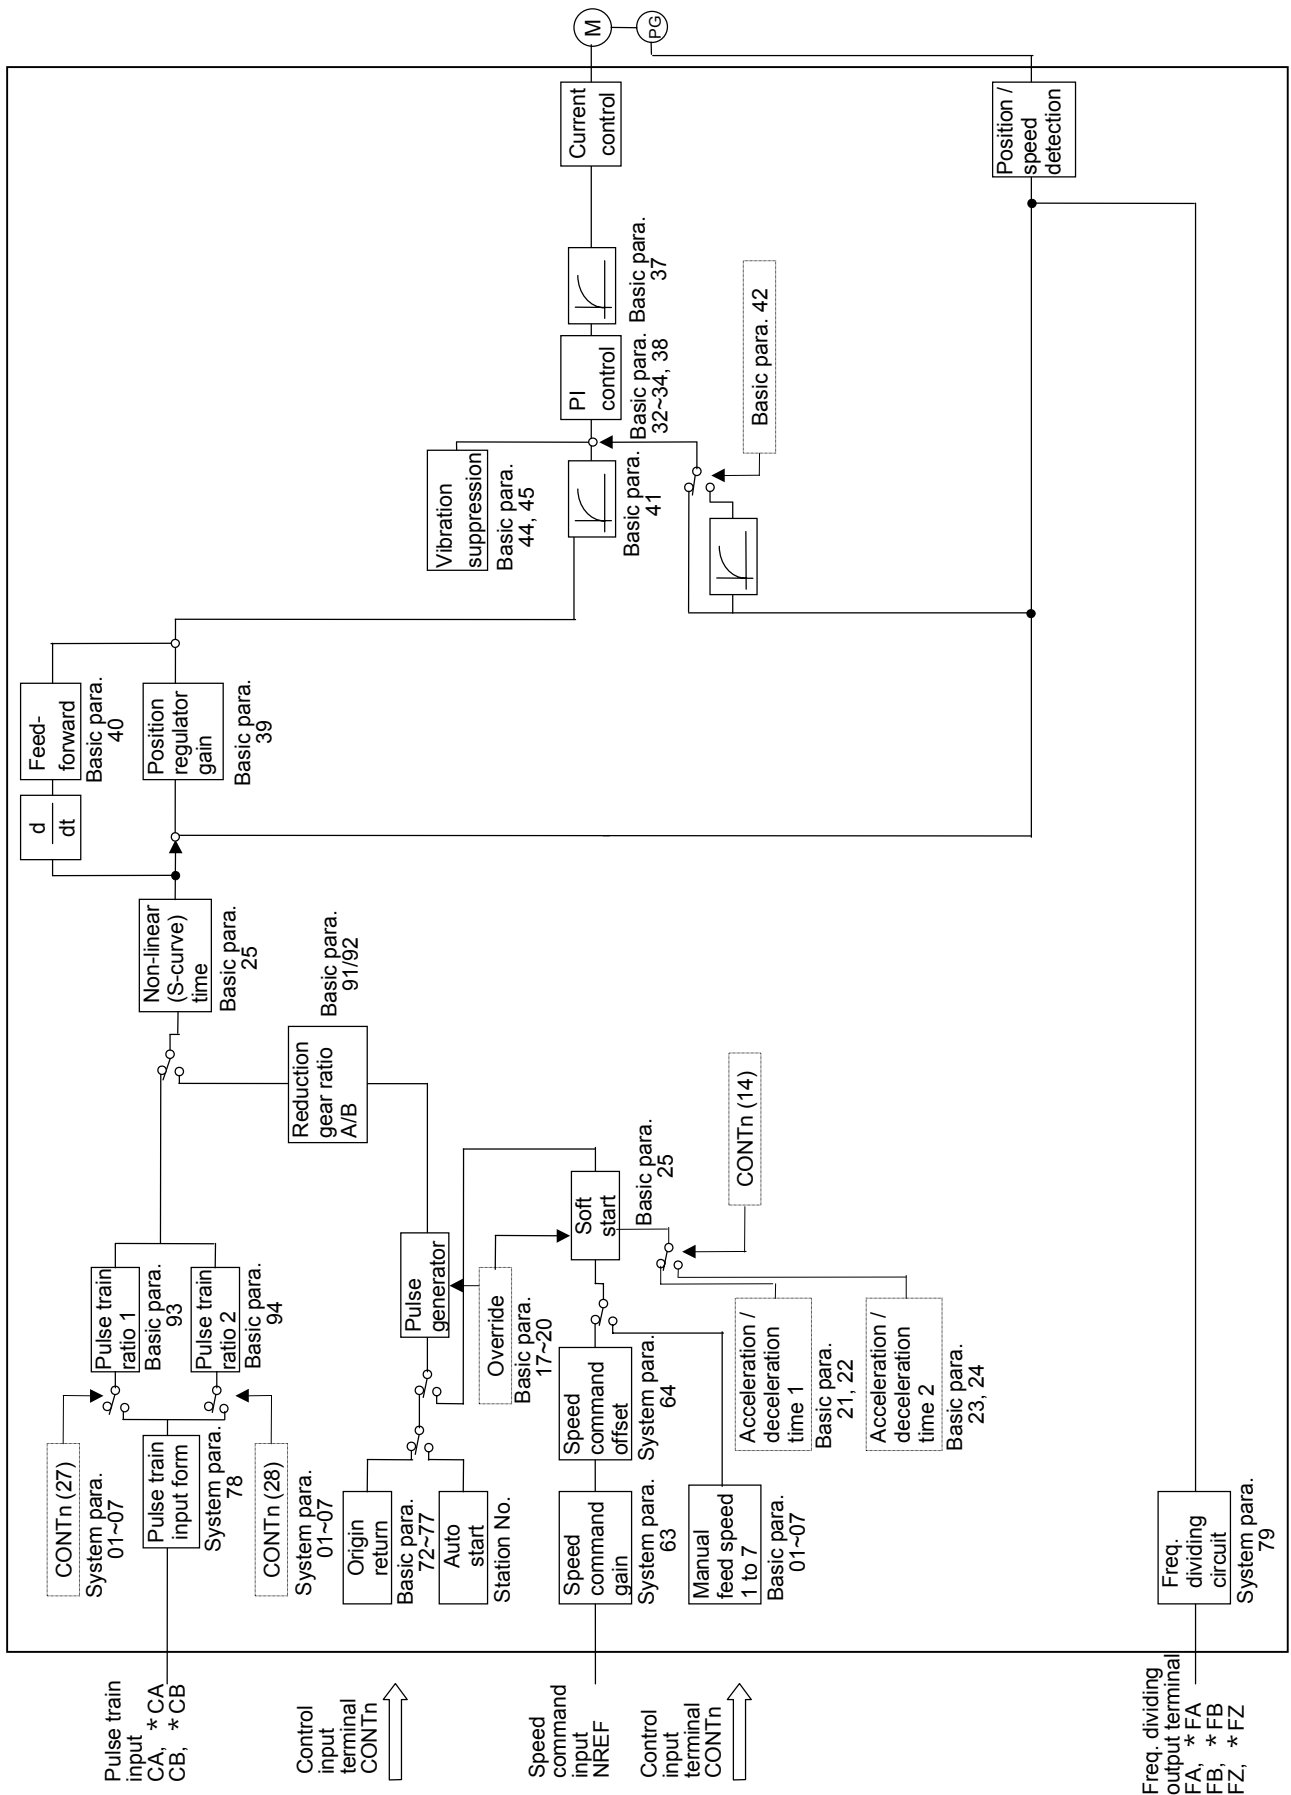 Pulse train
input
CA, *CA
CB, *CB
CONTn (27)
System para.
01~07
Pulse train
input form
System para.
78
CONTn (28)
System para.
01~07
Pulse train
ratio 1
Basic para.
93
Pulse train
ratio 2
Basic para.
94
Non-linear
(S-curve)
time
Basic para.
25
d
dt
Feed-
forward
Basic para.
40
Position
regulator
gain
Basic para.
39
Control
input
terminal
CONTn
Origin
return
Basic para.
72~77
Auto
start
Station No.
Pulse
generator
Reduction
gear ratio
A/B
Basic para.
91/92
Override
Basic para.
17~20
Vibration
suppression
Basic para.
44, 45
Basic para.
41
PI
control
Basic para.
32~34, 38
Basic para.
37
Current
control
M
PG
Speed
command
input
NREF
Speed
command
gain
System para.
63
Speed
command
offset
System para.
64
Soft
start
Basic para.
25
Control
input
terminal
CONTn
Manual
feed speed
1 to 7
Basic para.
01~07
Acceleration /
deceleration
time 1
Basic para.
21, 22
Acceleration /
deceleration
time 2
Basic para.
23, 24
CONTn (14)
Basic para. 42
Position /
speed
detection
Freq. dividing
output terminal
FA, *FA
FB, *FB
FZ, *FZ
Freq.
dividing
circuit
System para.
79